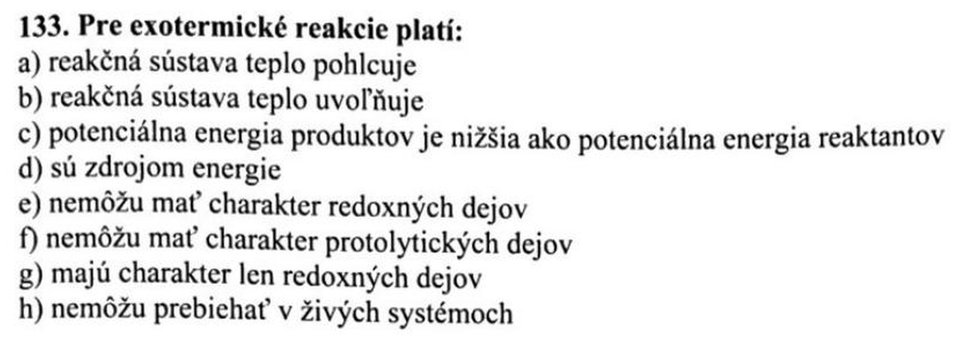 133. Pre exotermické reakcie platí:
a) reakčná sústava teplo pohlcuje
b) reakčná sústava teplo uvoľňuje
c) potenciálna energia produktov je nižšia ako potenciálna energia reaktantov
d) sú zdrojom energie
e) nemôžu mať charakter redoxných dejov
f) nemôžu mať charakter protolytických dejov
g) majú charakter len redoxných dejov
h) nemôžu prebiehať v živých systémoch